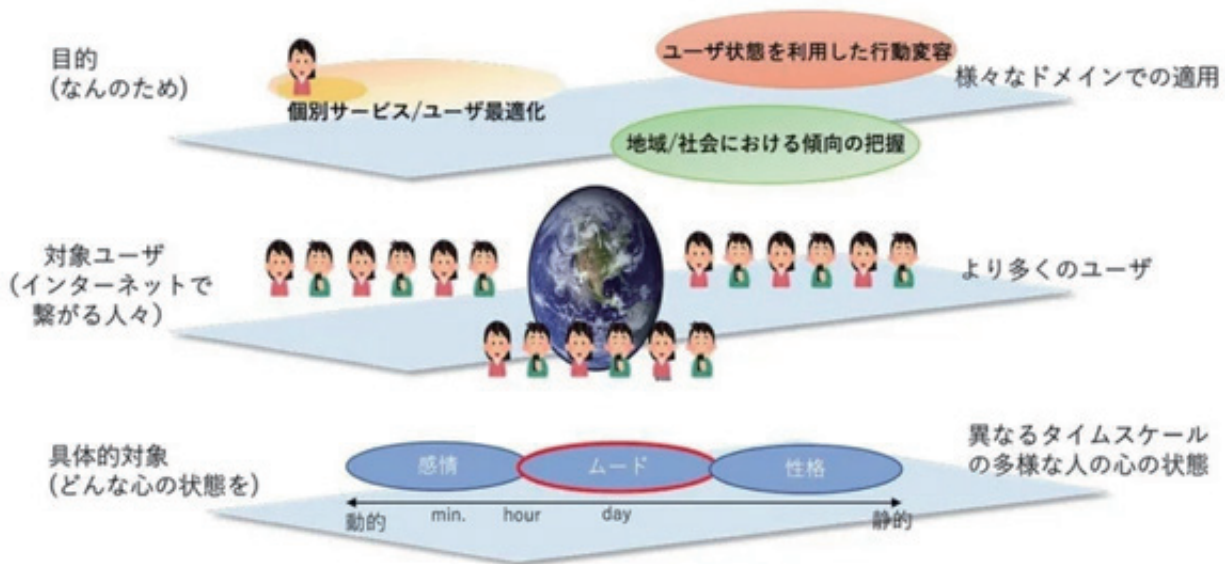 目的
(なんのため)
個別サービス/ユーザ最適化
ユーザ状態を利用した行動変容
地域/社会における傾向の把握
様々なドメインでの適用
対象ユーザ
(インターネットで
繋がる人々)
より多くのユーザ
具体的対象
(どんな心の状態を)
感情
ムード
性格
動的
min.
hour
day
静的
異なるタイムスケール
の多様な人の心の状態